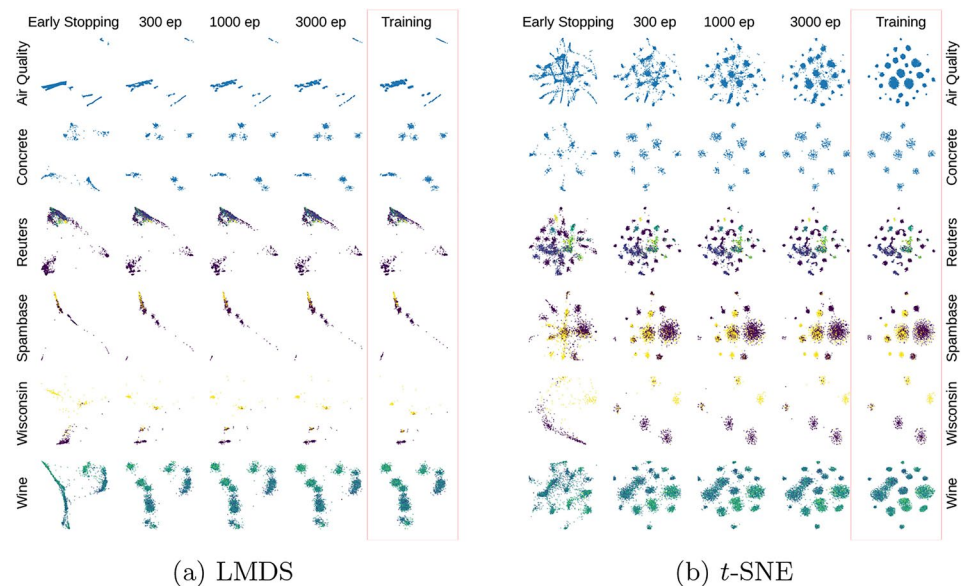 Early Stopping 300 ep 1000 ep 3000 ep Training
Air Quality
Concrete
Reuters
Spambase
Wisconsin
Wine
(a) LMDS
Early Stopping 300 ep 1000 ep 3000 ep Training
Air Quality
Concrete
Reuters
Spambase
Wisconsin
Wine
(b) t-SNE